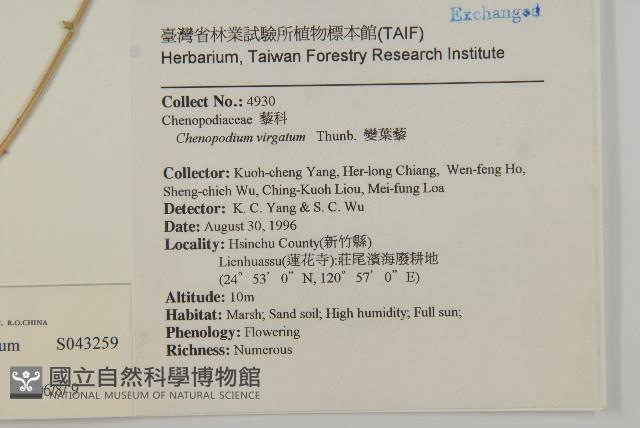 Exchanged
臺灣省林業試驗所植物標本館(TAIF)
Herbarium, Taiwan Forestry Research Institute
Collect No.: 4930
Chenopodiaceae 藜科
Chenopodium virgatum Thunb. 變葉藜
Collector: Kuoh-cheng Yang, Her-long Chiang, Wen-feng Ho,
Sheng-chieh Wu, Ching-Kuoh Liou, Mei-fung Loa
Detector: K. C. Yang & S. C. Wu
Date: August 30, 1996
Locality: Hsinchu County(新竹縣)
Lienhuassu(蓮花寺):莊尾濱海廢耕地
(24° 53' 0" N, 120° 57' 0" E)
Altitude: 10m
Habitat: Marsh; Sand soil; High humidity; Full sun;
Phenology: Flowering
Richness: Numerous
R.O.CHINA
um S043259
6/8/9
國立自然科學博物館
NATIONAL MUSEUM OF NATURAL SCIENCE